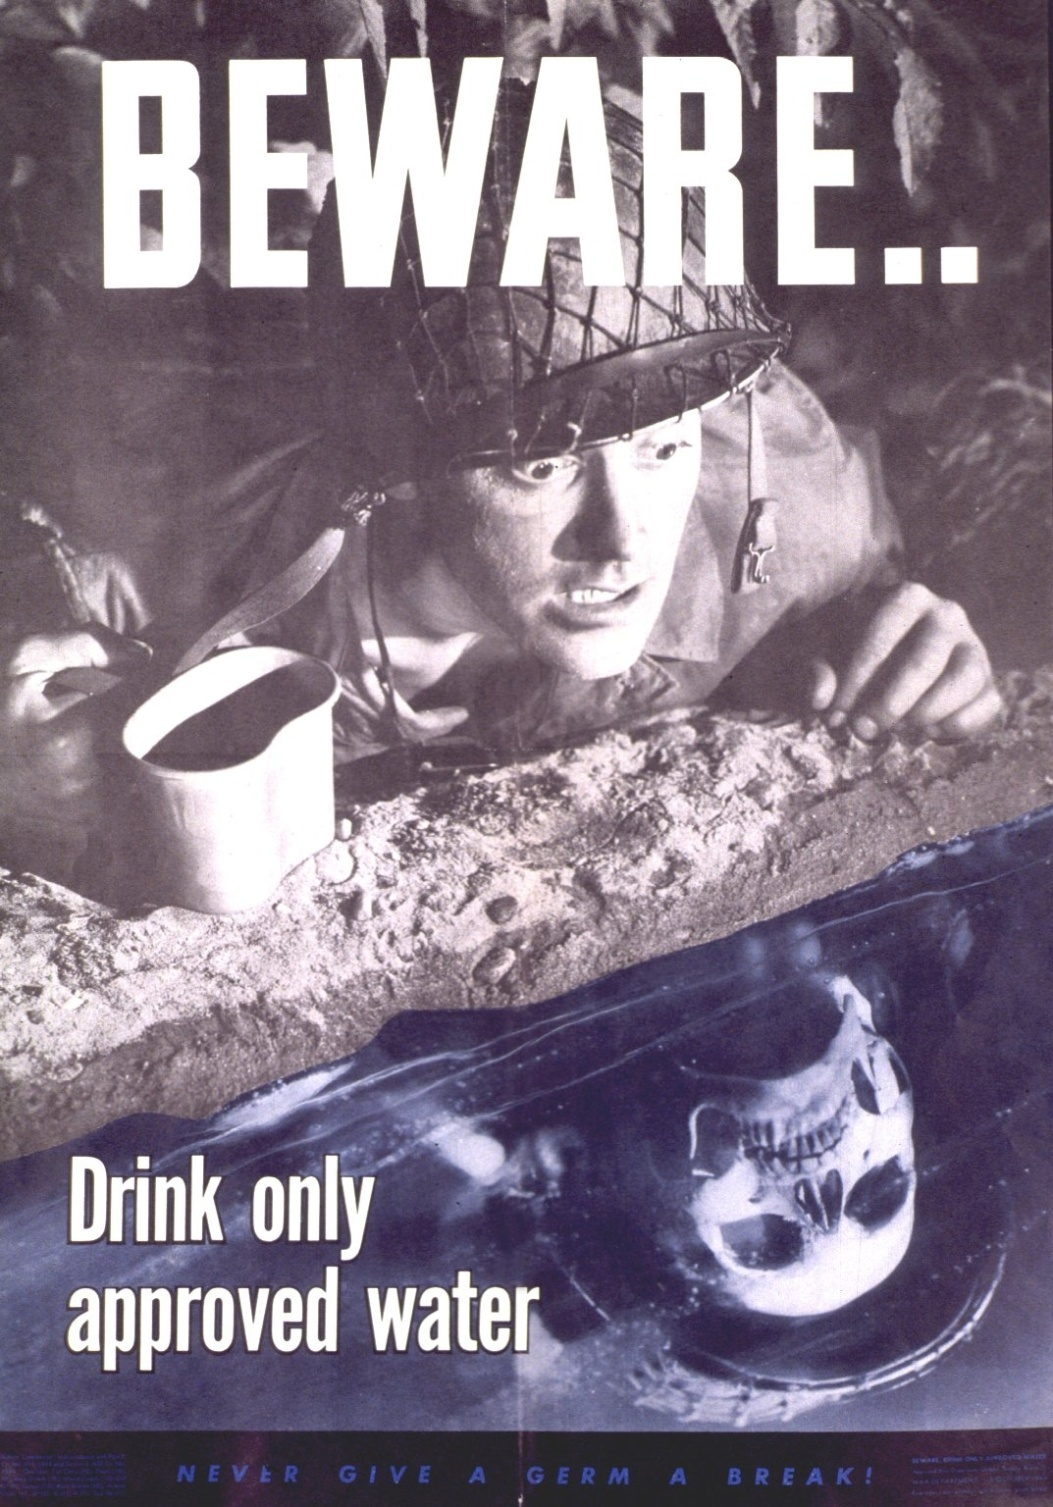 BEWARE..
Drink only
approved water
NEVER GIVE A GERM A BREAK!